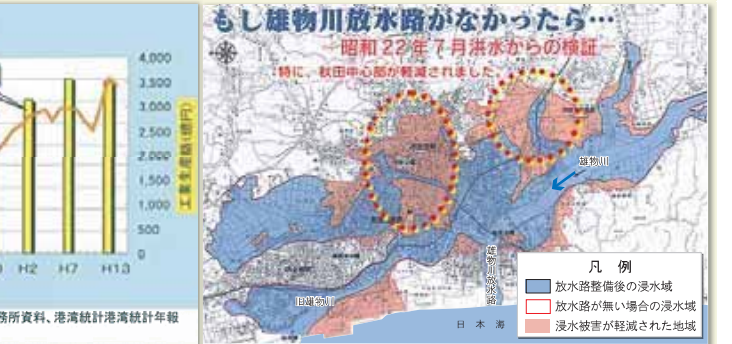 4,000
3,500
3,000
2,500
2,000
1,500
1,000
500
0
工業生産額(億円)
H2 H7 H13
務所資料、港湾統計港湾統計年報
もし雄物川放水路がなかったら…
ー昭和22年7月洪水からの検証ー
特に、秋田中心部が軽減されました。
雄物川
雄物川放水路
旧雄物川
日本海
凡 例
放水路整備後の浸水域
放水路が無い場合の浸水域
浸水被害が軽減された地域